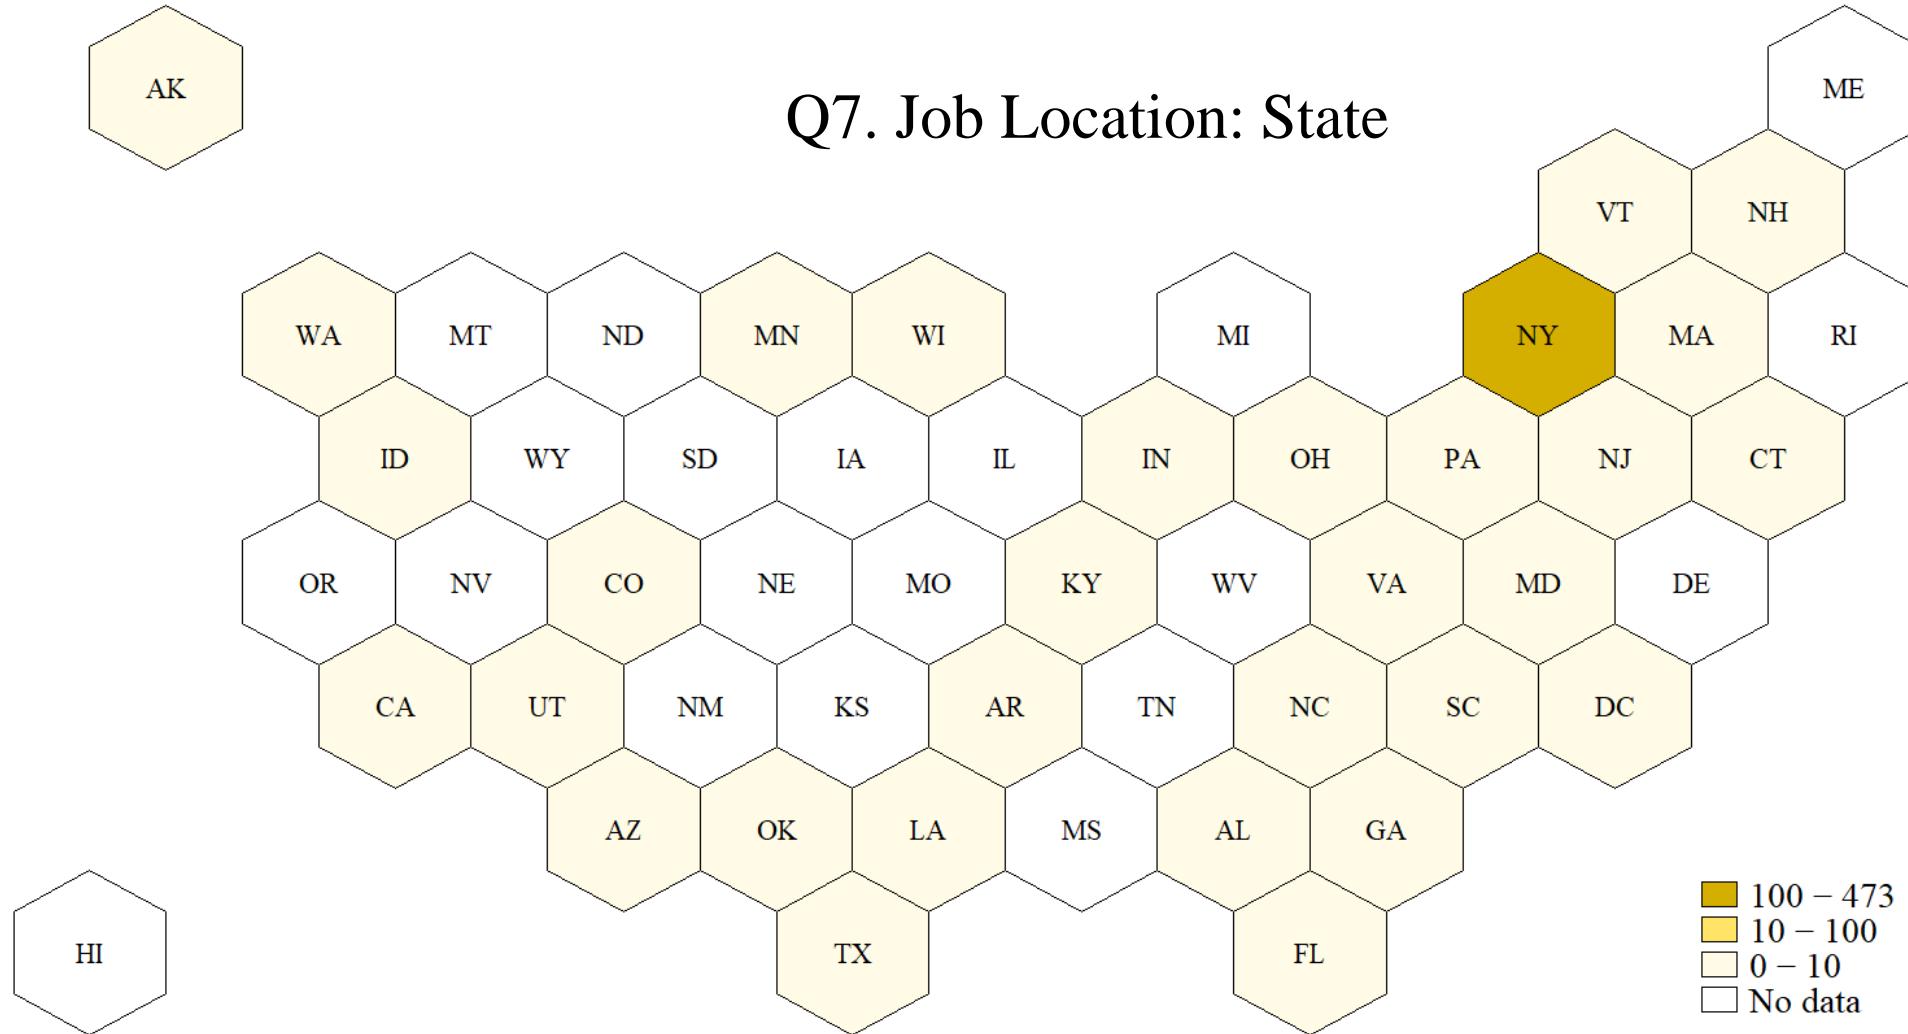 AK
ME
Q7. Job Location: State
VT NH
WA MT ND MN WI MI NY MA RI
ID WY SD IA IL IN OH PA NJ CT
OR NV CO NE MO KY WV VA MD DE
CA UT NM KS AR TN NC SC DC
AZ OK LA MS AL GA
HI TX FL
100 − 473
10 − 100
0 − 10
No data